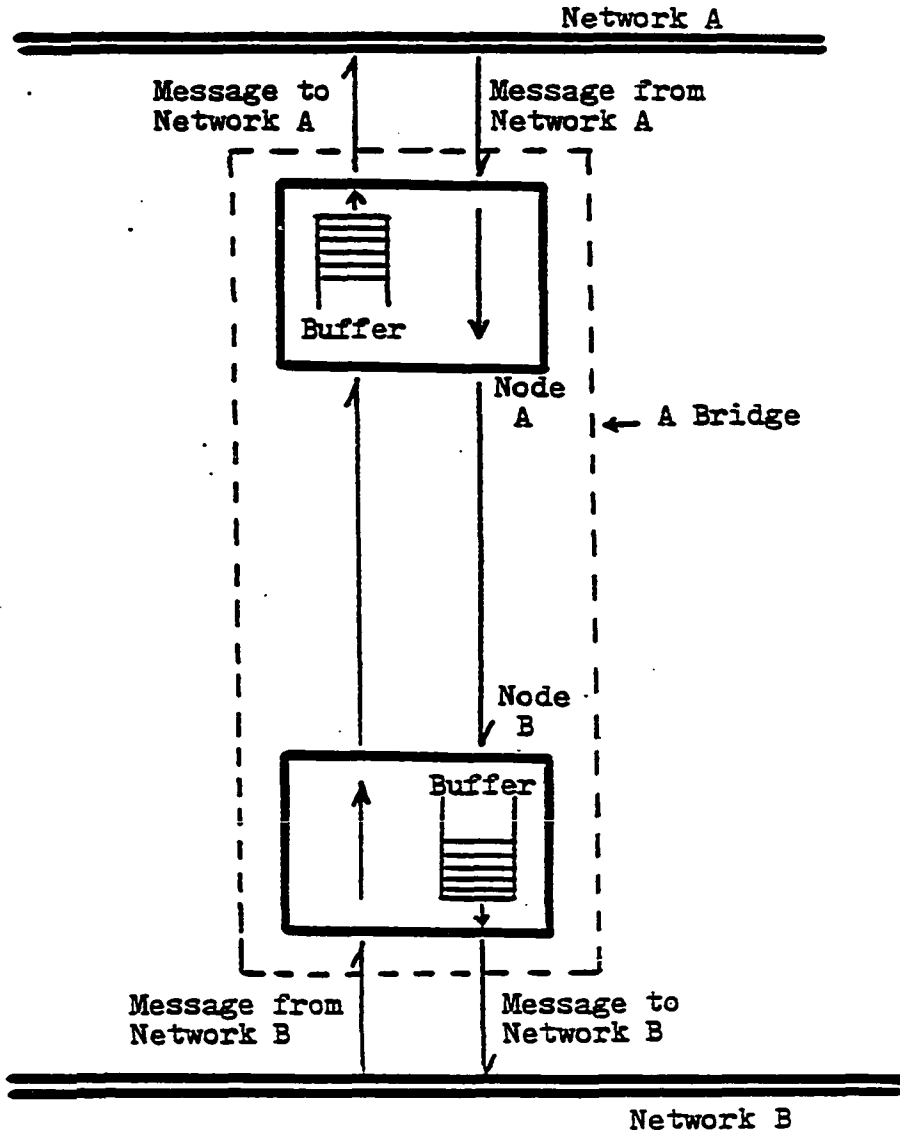 Network A
Message to
Network A
Message from
Network A
Buffer
Node
A
A Bridge
Node
B
Buffer
Message from
Network B
Message to
Network B
Network B